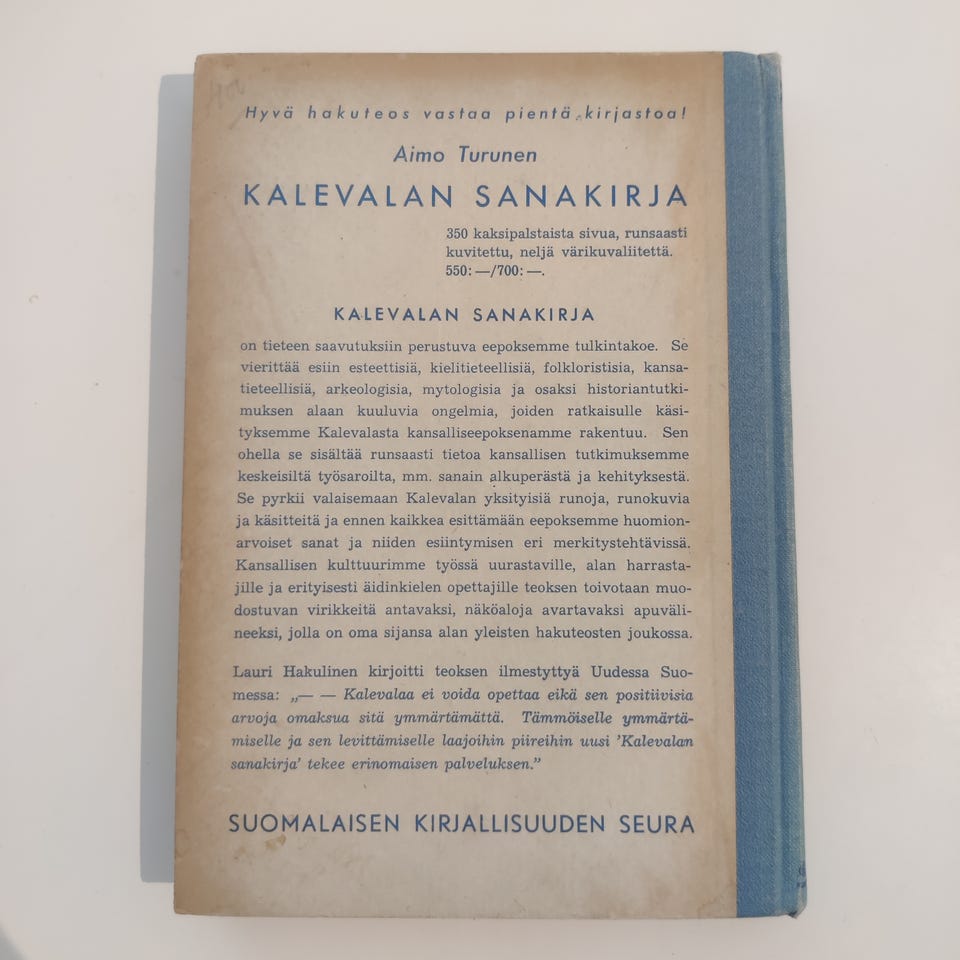 Hyvä hakuteos vastaa pientä kirjastoa!
Aimo Turunen
KALEVALAN SANAKIRJA
350 kaksipalstaista sivua, runsaasti
kuvitettu, neljä värikuvaliitettä.
550: —/700: —.
KALEVALAN SANAKIRJA
on tieteen saavutuksiin perustuva eepoksemme tulkintakoe. Se
vierittää esiin esteettisiä, kielitieteellisiä, folkloristisia, kansa-
tieteellisiä, arkeologisia, mytologisia ja osaksi historiantutki-
muksen alaan kuuluvia ongelmia, joiden ratkaisulle käsi-
tyksemme Kalevalasta kansalliseepoksenamme rakentuu. Sen
ohella se sisältää runsaasti tietoa kansallisen tutkimuksemme
keskeisiltä työsaroilta, mm. sanain alkuperästä ja kehityksestä.
Se pyrkii valaisemaan Kalevalan yksityisiä runoja, runokuvia
ja käsitteitä ja ennen kaikkea esittämään eepoksemme huomion-
arvoiset sanat ja niiden esiintymisen eri merkitystehtävissä.
Kansallisen kulttuurimme työssä uurastaville, alan harrasta-
jille ja erityisesti äidinkielen opettajille teoksen toivotaan muo-
dostuvan virikkeitä antavaksi, näköaloja avartavaksi apuväli-
neeksi, jolla on oma sijansa alan yleisten hakuteosten joukossa.
Lauri Hakulinen kirjoitti teoksen ilmestyttyä Uudessa Suo-
messa: „— — Kalevalaa ei voida opettaa eikä sen positiivisia
arvoja omaksua sitä ymmärtämättä. Tämmöiselle ymmärtä-
miselle ja sen levittämiselle laajoihin piireihin uusi 'Kalevalan
sanakirja' tekee erinomaisen palveluksen.”
SUOMALAISEN KIRJALLISUUDEN SEURA